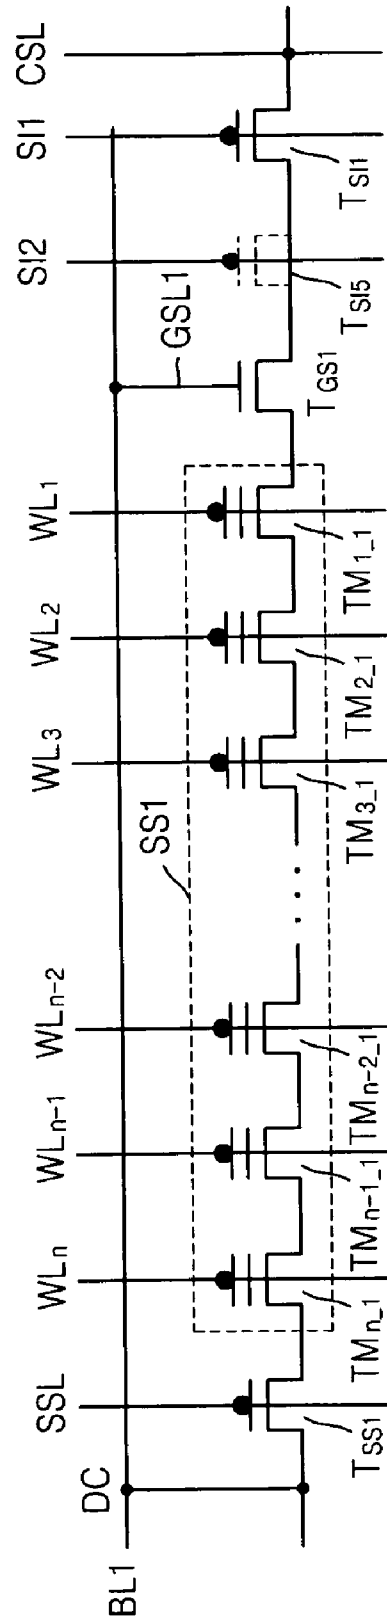 BL1
DC
SSL
WLn
WLn-1
WLn-2
WL3
WL2
WL1
SI2
SI1
CSL
GSL1
SS1
TSS1
TMn_1
TMn-1_1
TMn-2_1
TM3_1
TM2_1
TM1_1
TGS1
TSI5
TSI1
. . . .